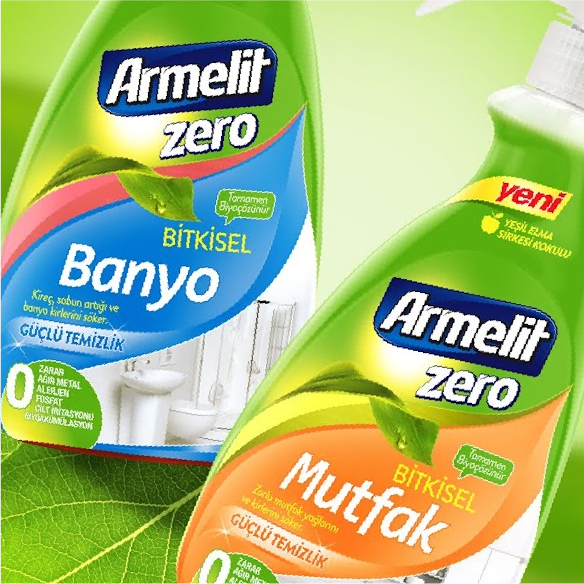 Armelit
zero
Tamamen
Biyoçözünür
BİTKİSEL
Banyo
Kireç, sabun artığı ve
banyo kirlerini söker.
GÜÇLÜ TEMİZLİK
0
ZARAR
AĞIR METAL
ALERJEN
FOSFAT
CİLT İRİTASYONU
BİYOAKÜMÜLASYON
yeni
YEŞİL ELMA
SİRKESİ KOKULU
Armelit
zero
Tamamen
Biyoçözünür
BİTKİSEL
Mutfak
Zorlu mutfak yağlarını
ve kirlerini söker.
GÜÇLÜ TEMİZLİK
0
ZARAR
AĞIR METAL